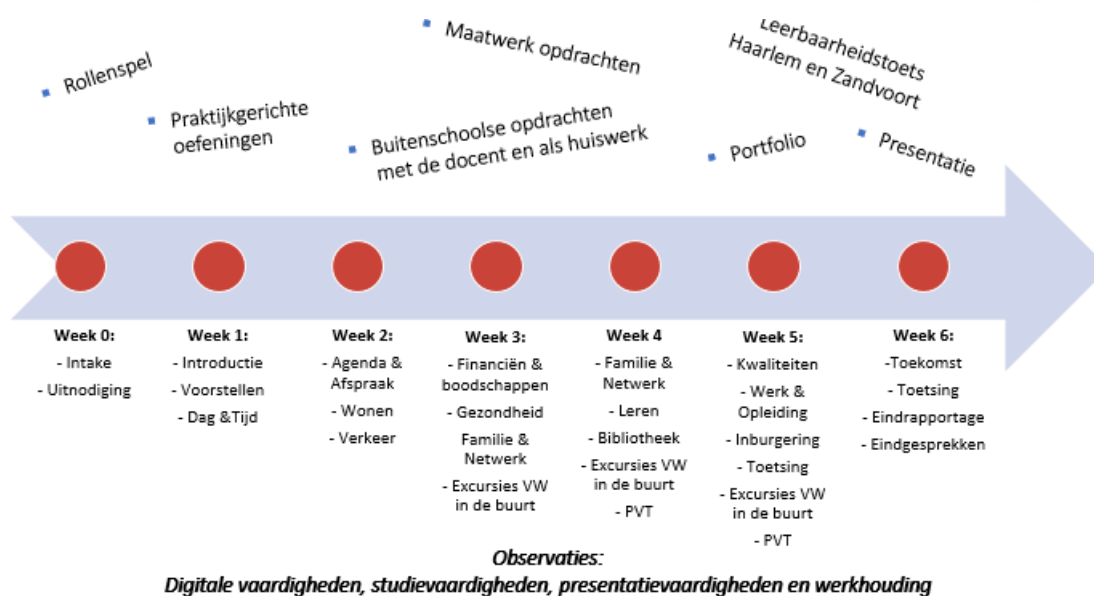 Rollenspel
Praktijkgerichte
oefeningen
Maatwerk opdrachten
Buitenschoolse opdrachten
met de docent en als huiswerk
Leerbaarheidstoets
Haarlem en Zandvoort
Portfolio
Presentatie
Week 0:
- Intake
- Uitnodiging
Week 1:
- Introductie
- Voorstellen
- Dag &Tijd
Week 2:
- Agenda &
Afspraak
- Wonen
- Verkeer
Week 3:
- Financiën &
boodschappen
- Gezondheid
Familie &
Netwerk
- Excursies VW
in de buurt
Week 4
- Familie &
Netwerk
- Leren
- Bibliotheek
- Excursies VW
in de buurt
- PVT
Week 5:
- Kwaliteiten
- Werk &
Opleiding
- Inburgering
- Toetsing
- Excursies VW
in de buurt
- PVT
Week 6:
-Toekomst
- Toetsing
- Eindrapportage
- Eindgesprekken
Observaties:
Digitale vaardigheden, studievaardigheden, presentatievaardigheden en werkhouding